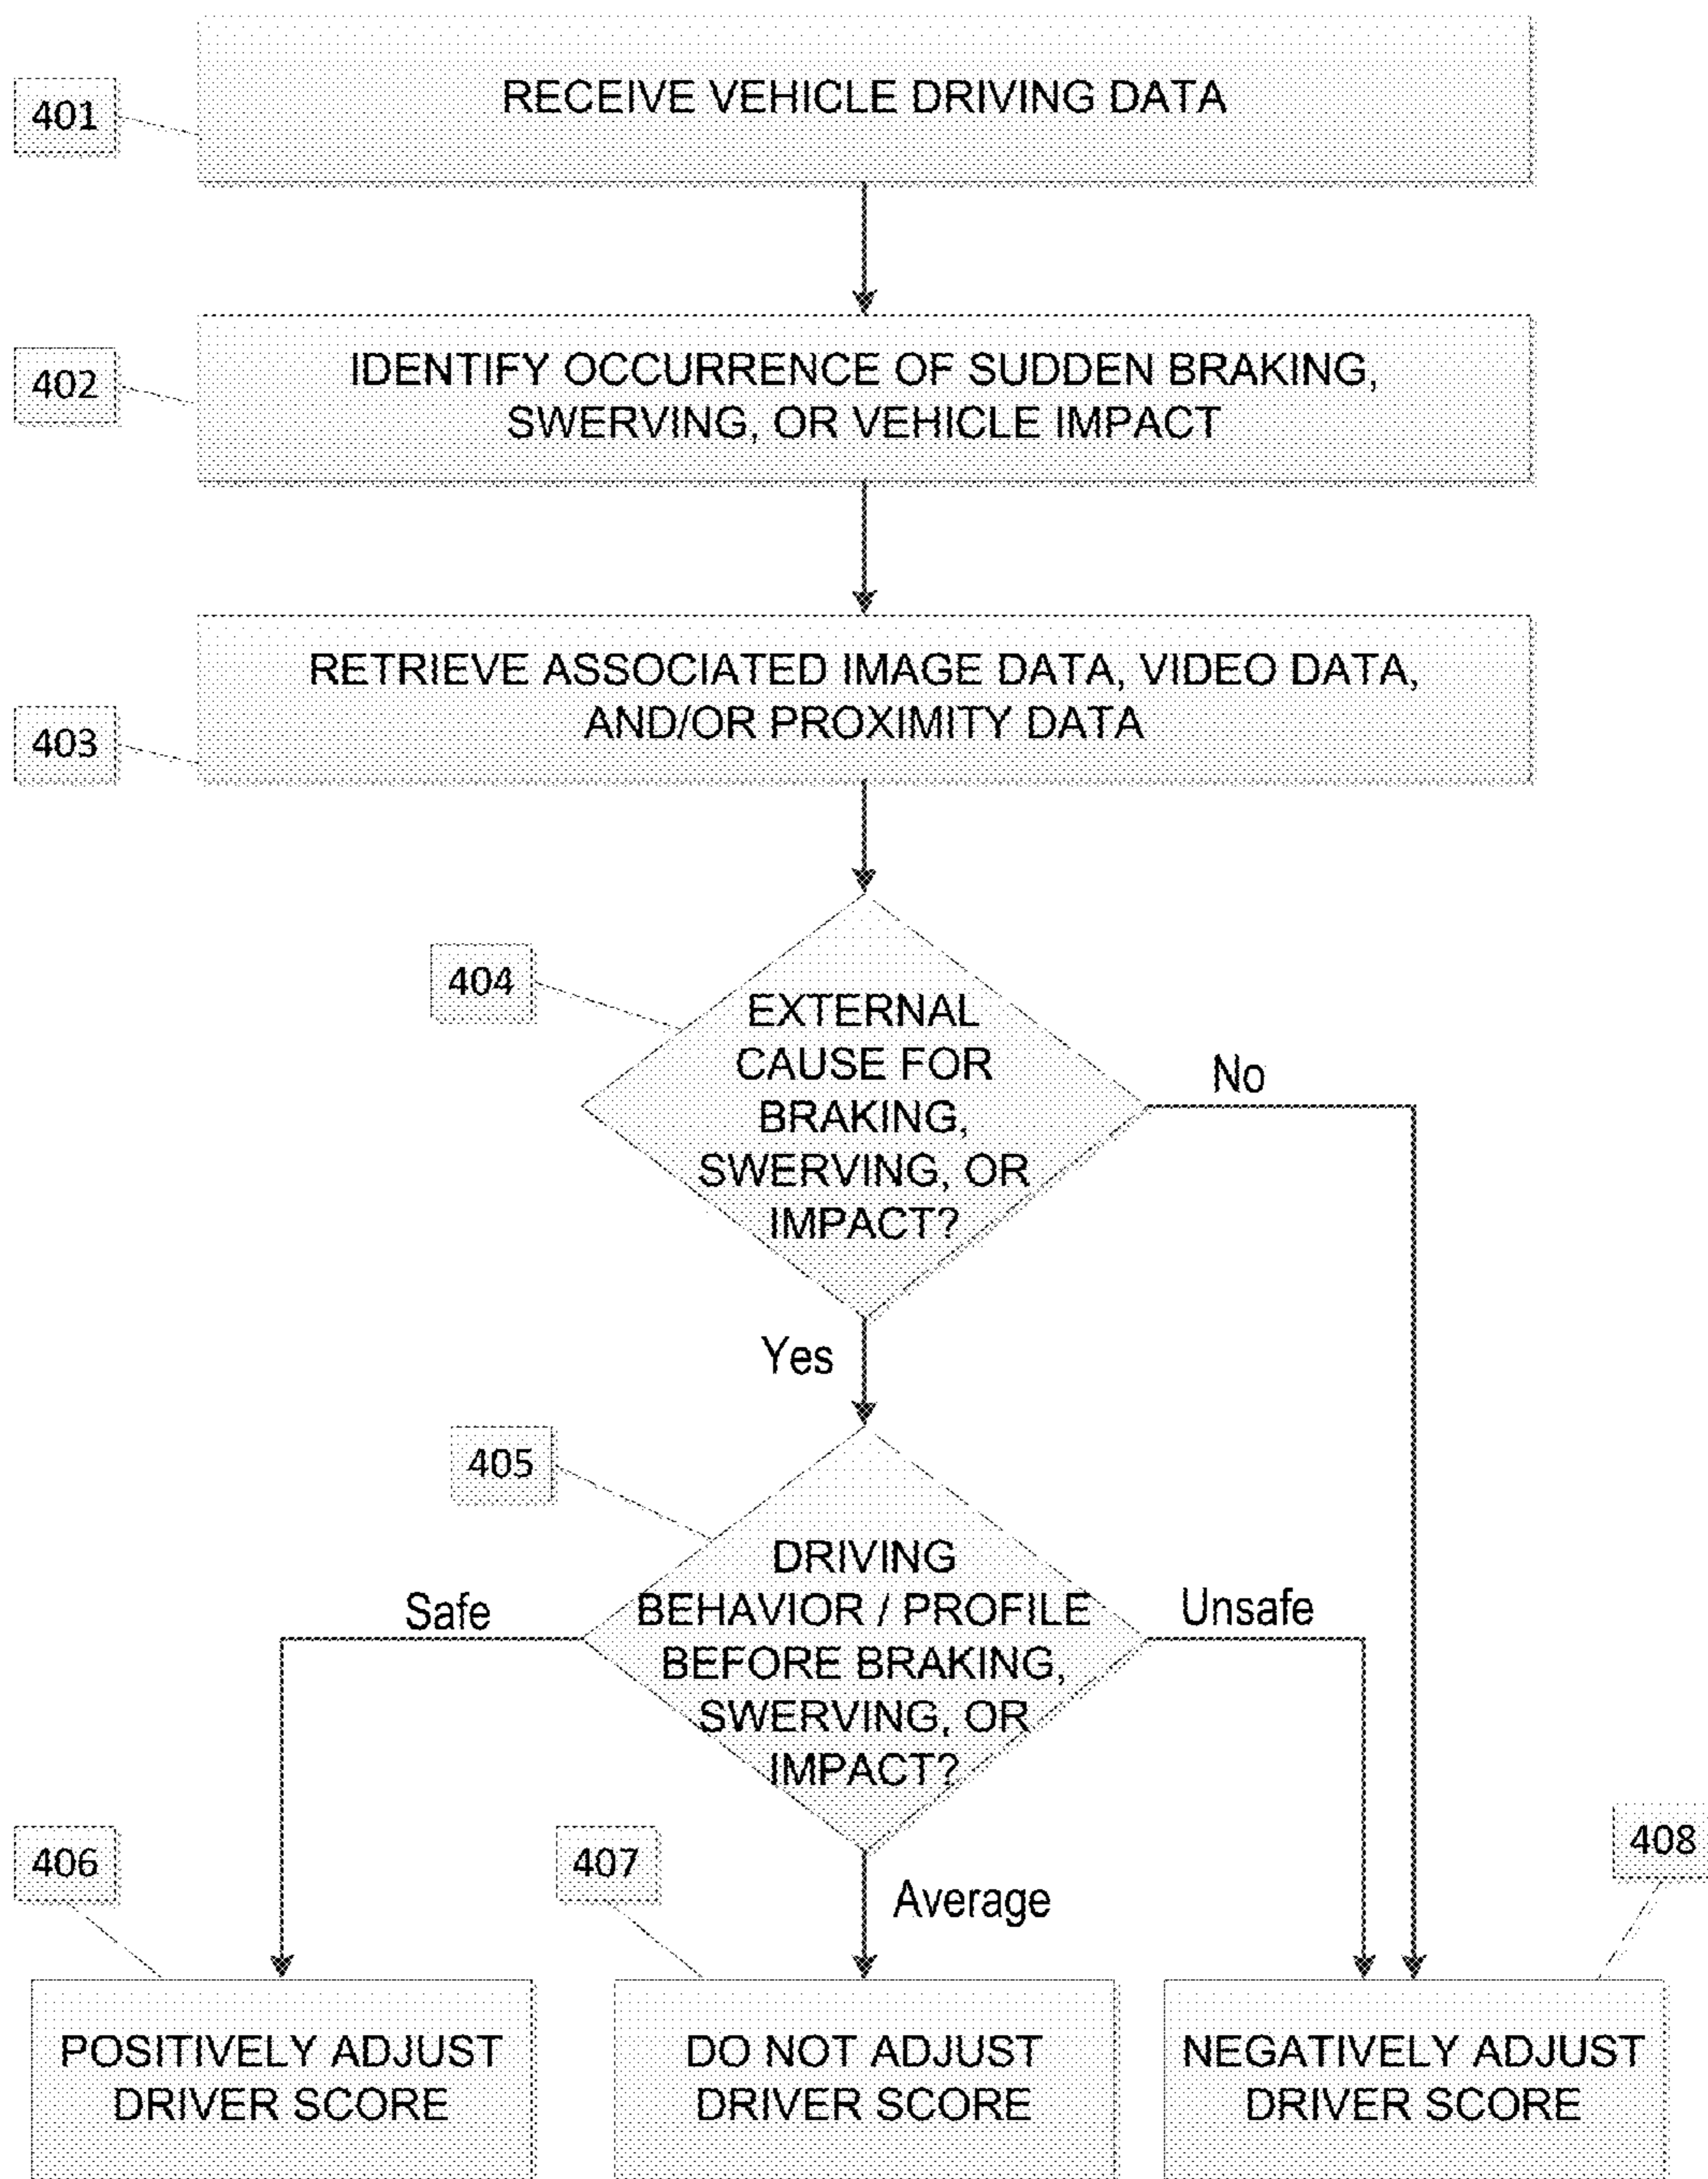 RECEIVE VEHICLE DRIVING DATA
401
IDENTIFY OCCURRENCE OF SUDDEN BRAKING,
SWERVING, OR VEHICLE IMPACT
402
RETRIEVE ASSOCIATED IMAGE DATA, VIDEO DATA,
AND/OR PROXIMITY DATA
403
404
EXTERNAL
CAUSE FOR
BRAKING,
SWERVING, OR
IMPACT?
No
Yes
405
DRIVING
BEHAVIOR / PROFILE
BEFORE BRAKING,
SWERVING, OR
IMPACT?
Safe
Unsafe
Average
406
407
408
POSITIVELY ADJUST
DRIVER SCORE
DO NOT ADJUST
DRIVER SCORE
NEGATIVELY ADJUST
DRIVER SCORE